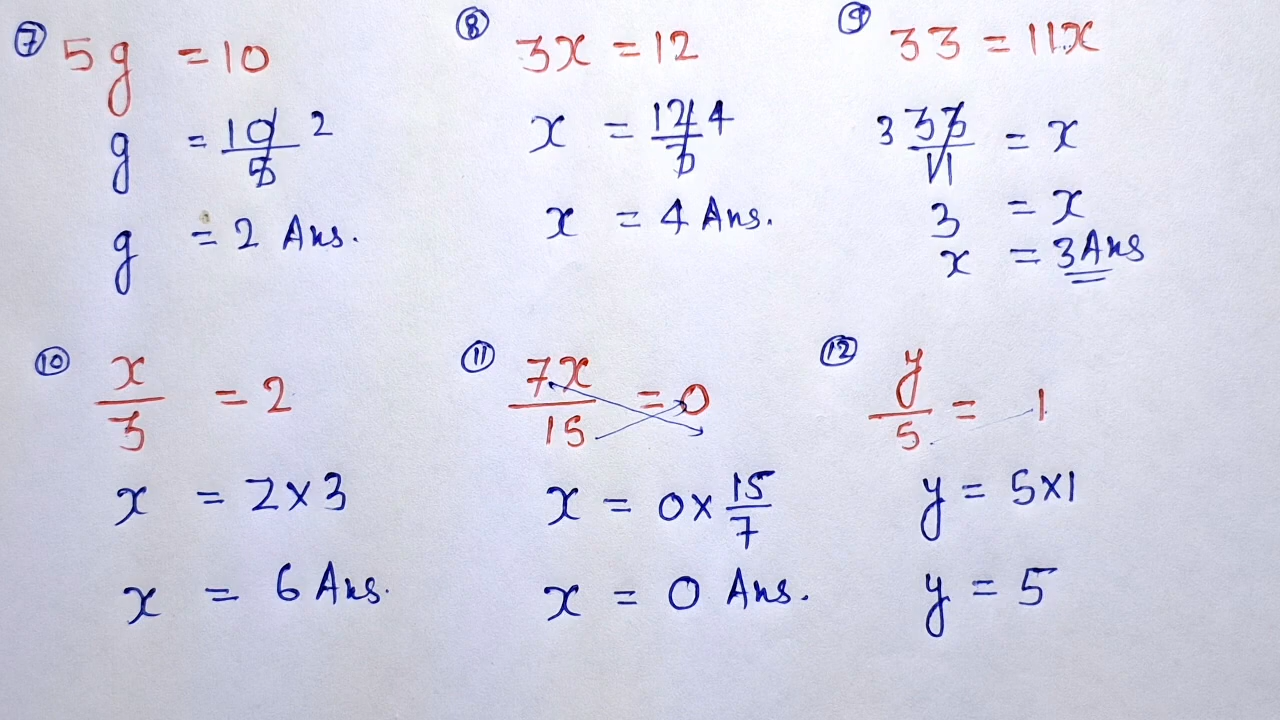 ⑦ 5g = 10
g = 10/5 2
g = 2 Ans.
⑧ 3x = 12
x = 12/3 4
x = 4 Ans.
⑨ 33 = 11x
3 33/11 = x
3 = x
x = 3 Ans
⑩ x/3 = 2
x = 2×3
x = 6 Ans.
⑪ 7x/15 = 0
x = 0× 15/7
x = 0 Ans.
⑫ y/5 = 1
y = 5×1
y = 5